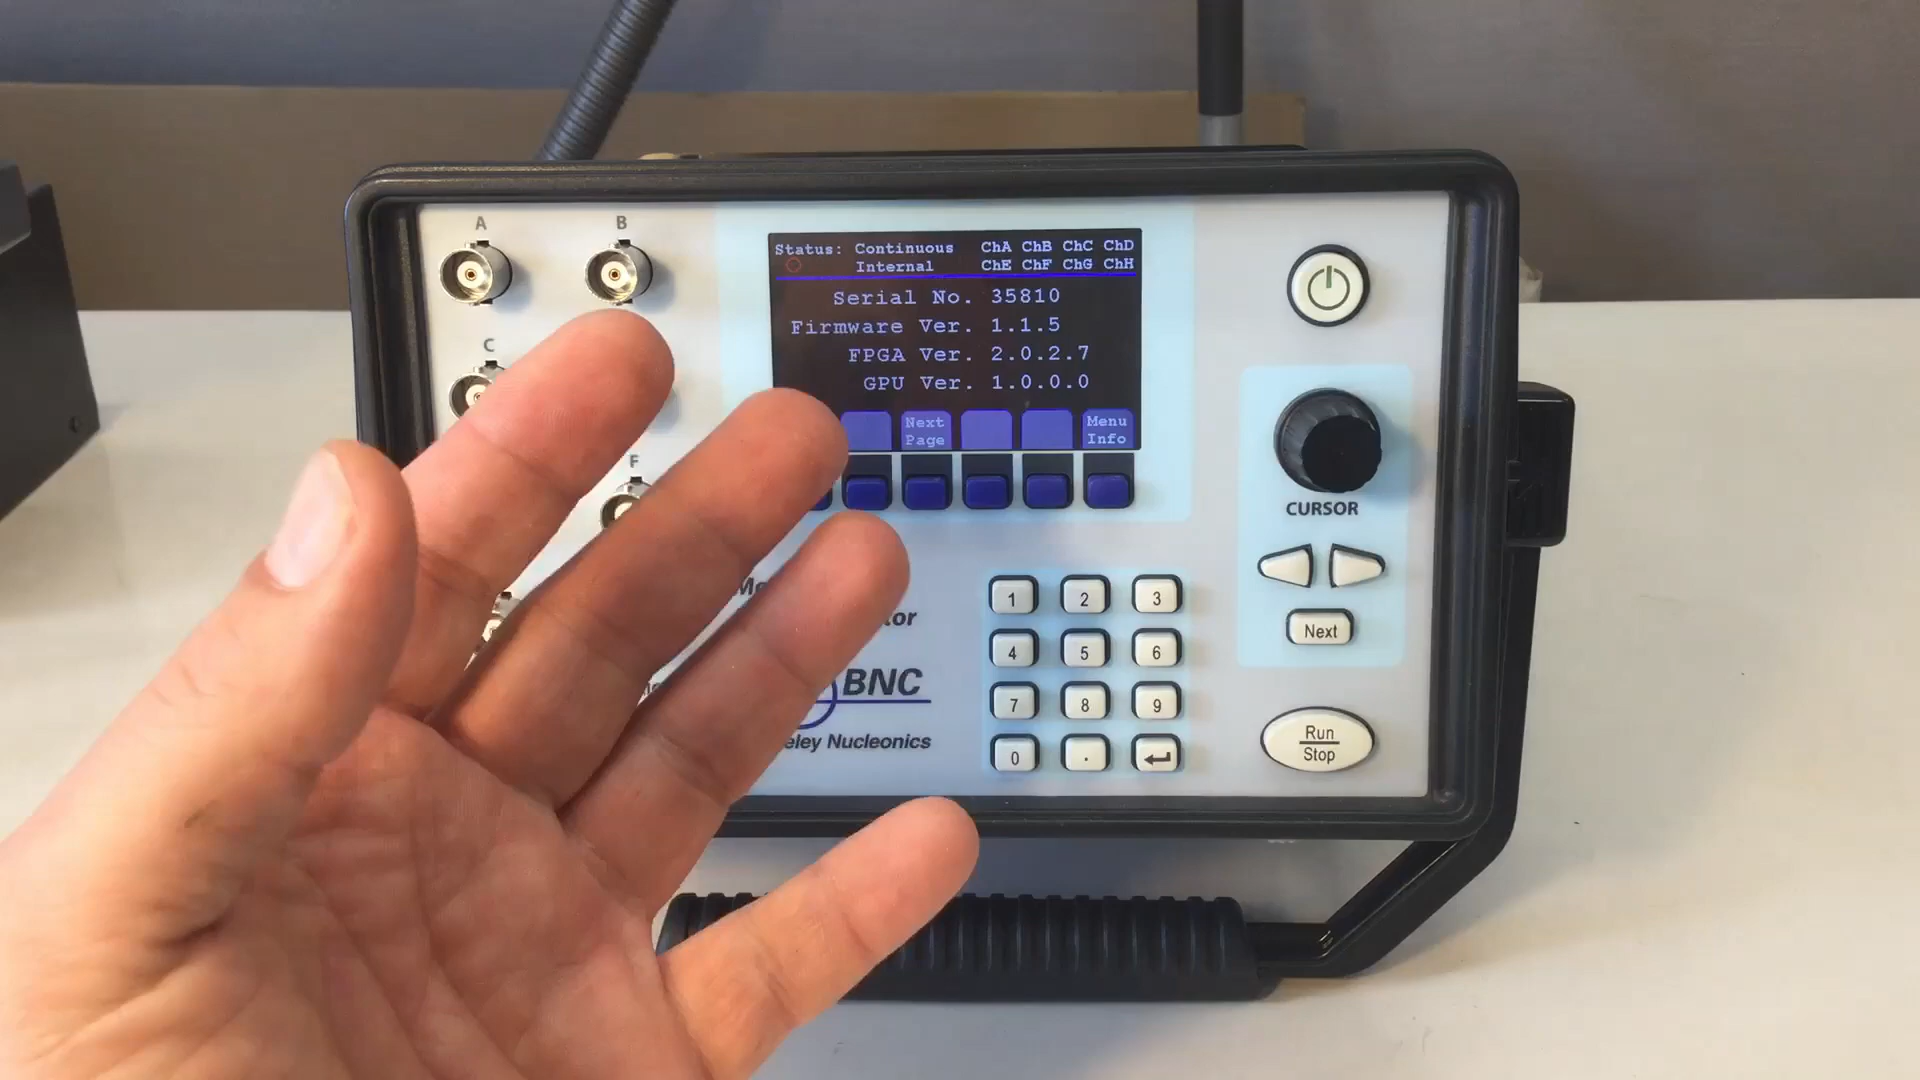 A
B
Status: Continuous ChA ChB ChC ChD
Internal ChE ChF ChG ChH
Serial No. 35810
Firmware Ver. 1.1.5
FPGA Ver. 2.0.2.7
GPU Ver. 1.0.0.0
C
Next Page
Menu Info
F
CURSOR
1 2 3
4 5 6
7 8 9
0 .
Next
BNC
Nucleonics
Run
Stop